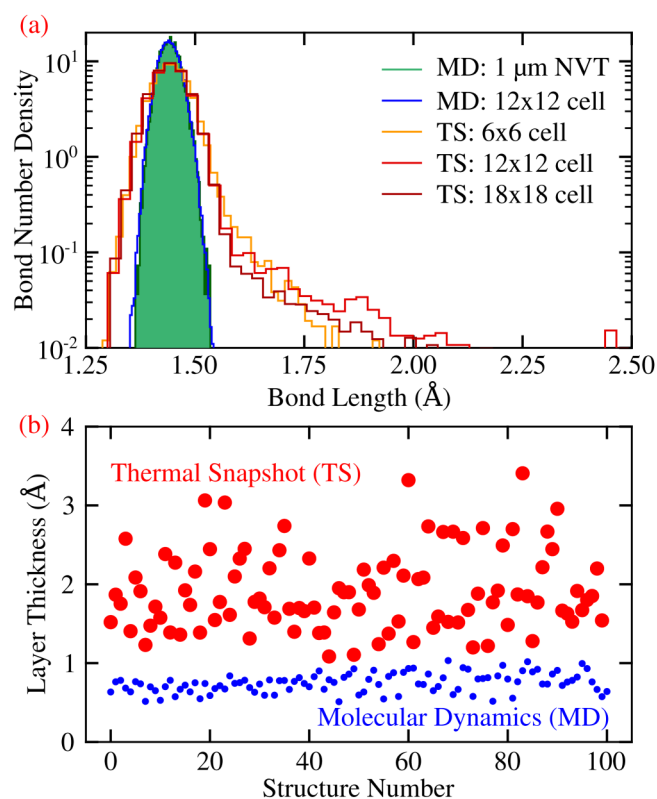 (a)
10¹
10⁰
10⁻¹
10⁻²
Bond Number Density
MD: 1 μm NVT
MD: 12x12 cell
TS: 6x6 cell
TS: 12x12 cell
TS: 18x18 cell
1.25 1.50 1.75 2.00 2.25 2.50
Bond Length (Å)
(b)
4
3
2
1
0
Layer Thickness (Å)
Thermal Snapshot (TS)
Molecular Dynamics (MD)
0 20 40 60 80 100
Structure Number